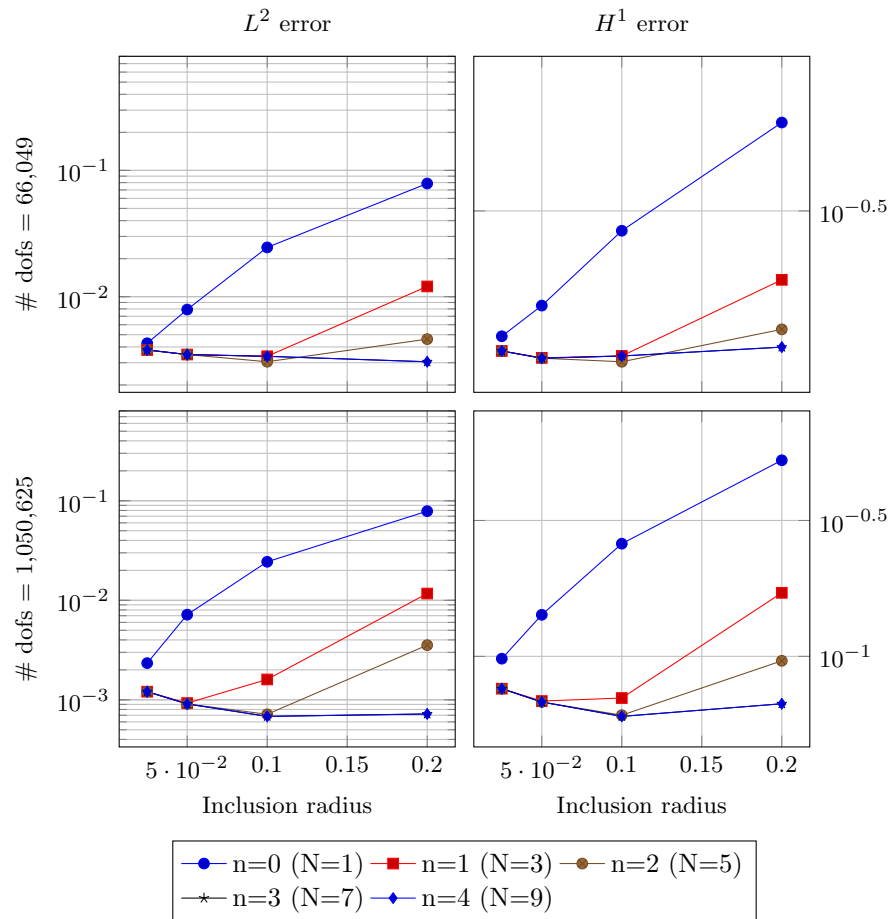 L² error H¹ error
# dofs = 66,049
10⁻¹
10⁻²
10⁻⁰·⁵
# dofs = 1,050,625
10⁻¹
10⁻²
10⁻³
10⁻⁰·⁵
10⁻¹
5 · 10⁻² 0.1 0.15 0.2 5 · 10⁻² 0.1 0.15 0.2
Inclusion radius Inclusion radius
n=0 (N=1) n=1 (N=3) n=2 (N=5)
n=3 (N=7) n=4 (N=9)